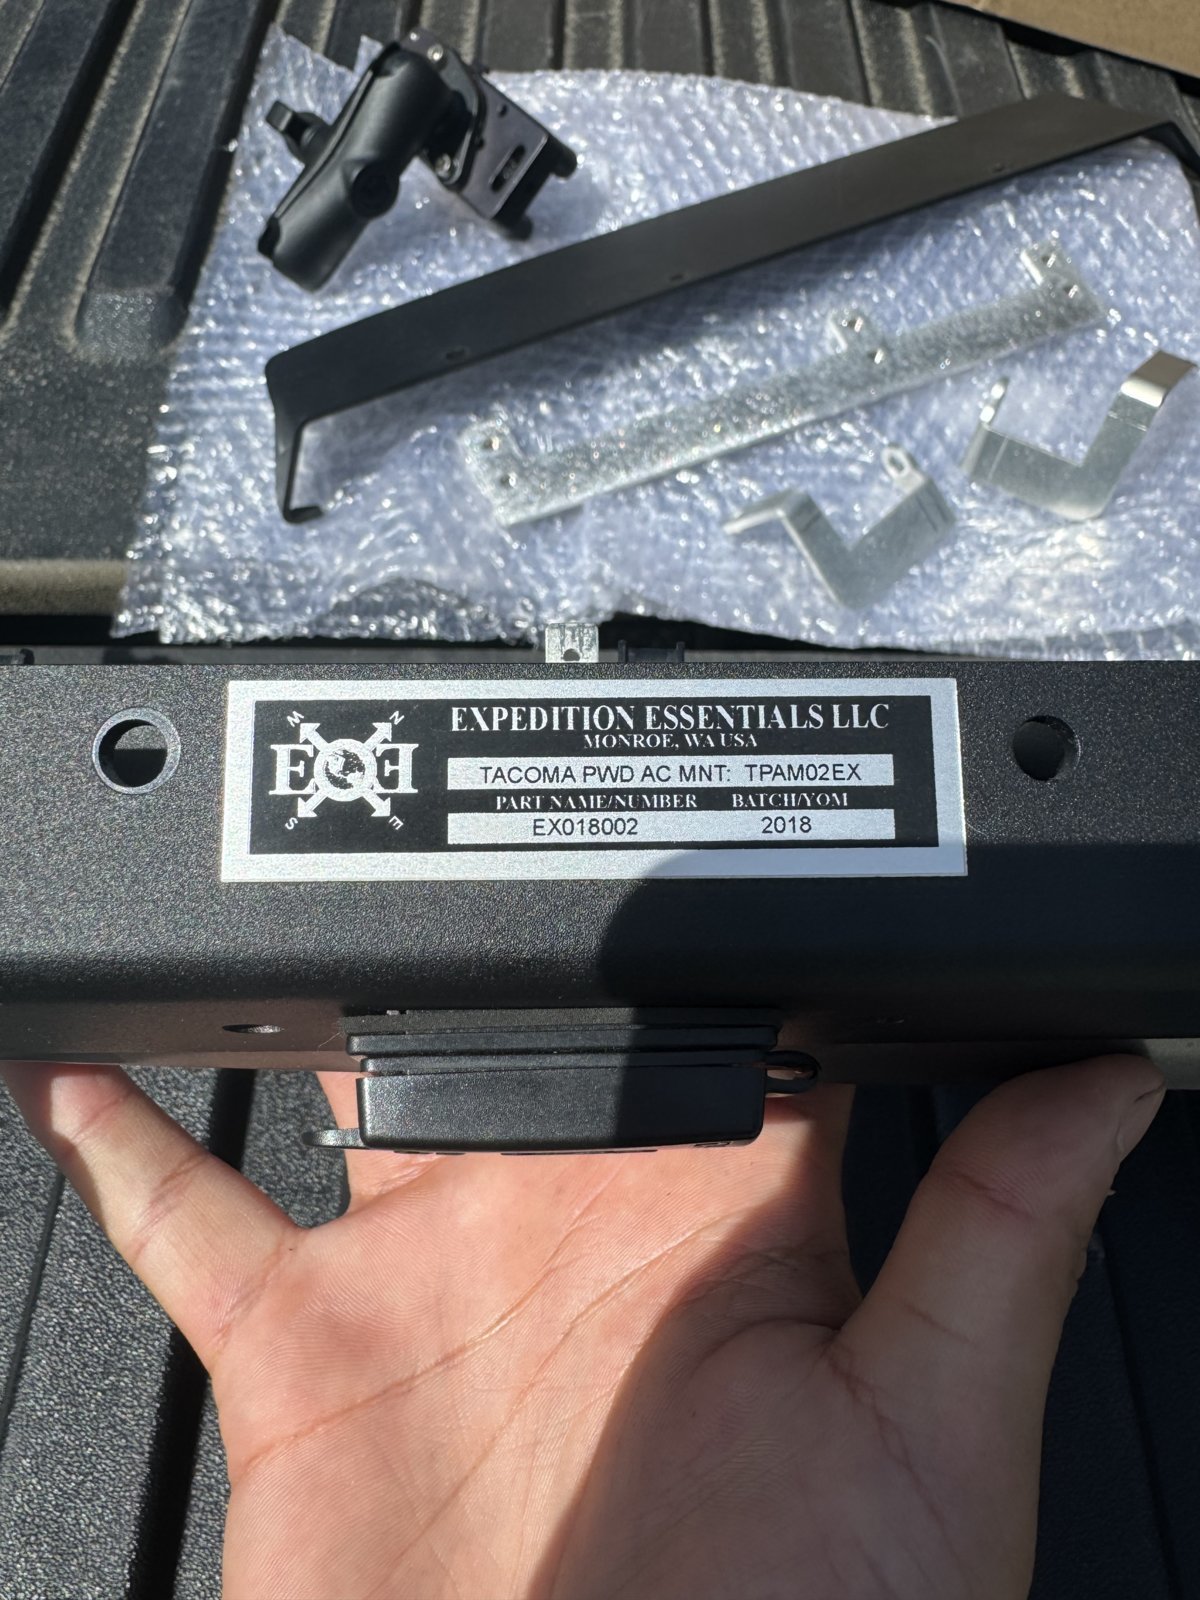 N
W
E E
S
E
EXPEDITION ESSENTIALS LLC
MONROE, WA USA
TACOMA PWD AC MNT: TPAM02EX
PART NAME/NUMBER BATCH/YOM
EX018002 2018